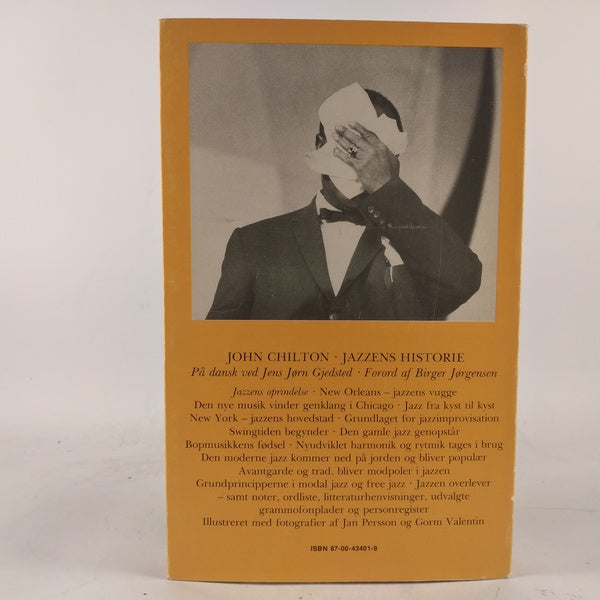 JOHN CHILTON · JAZZENS HISTORIE
På dansk ved Jens Jørn Gjedsted · Forord af Birger Jørgensen
Jazzens oprindelse · New Orleans – jazzens vugge
Den nye musik vinder genklang i Chicago · Jazz fra kyst til kyst
New York – jazzens hovedstad · Grundlaget for jazzimprovisation
Swingtiden begynder · Den gamle jazz genopstår
Bopmusikkens fødsel · Nyudviklet harmonik og rytmik tages i brug
Den moderne jazz kommer ned på jorden og bliver populær
Avantgarde og trad. bliver modpoler i jazzen
Grundprincipperne i modal jazz og free jazz · Jazzen overlever
– samt noter, ordliste, litteraturhenvisninger, udvalgte
grammofonplader og personregister
Illustreret med fotografier af Jan Persson og Gorm Valentin
ISBN 87-00-43401-9